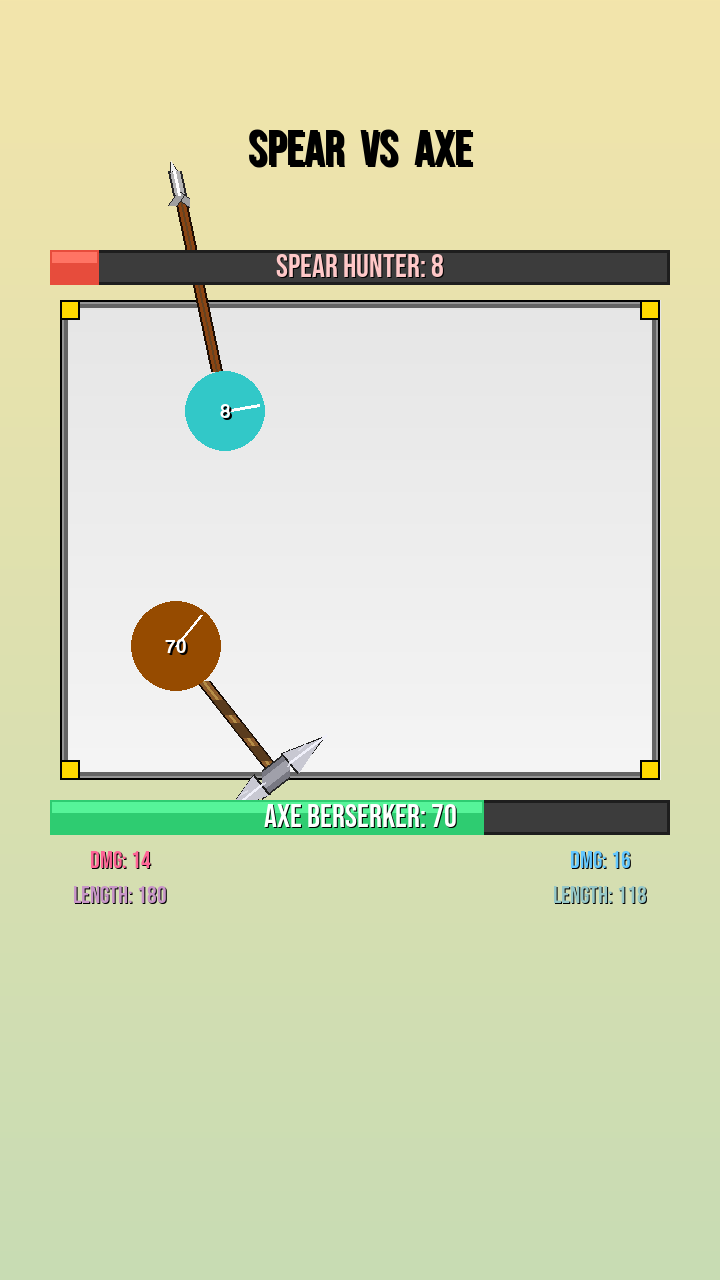 SPEAR VS AXE
SPEAR HUNTER: 8
8
70
AXE BERSERKER: 70
DMG: 14
DMG: 16
LENGTH: 180
LENGTH: 118